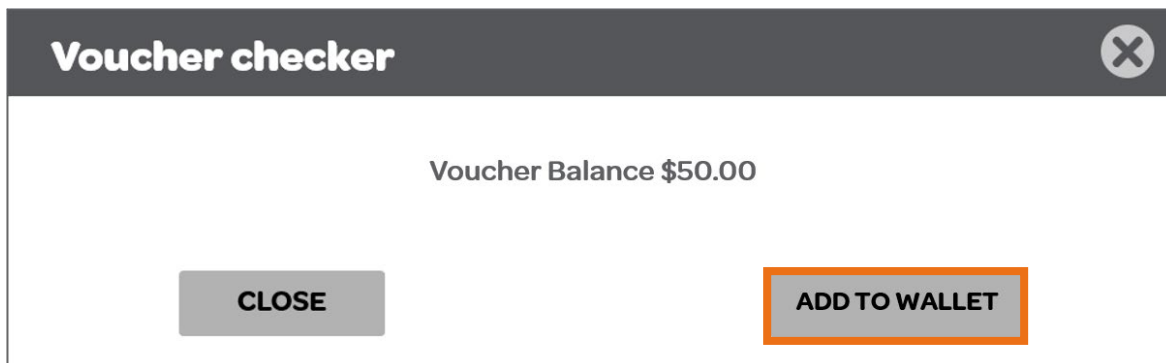 Voucher checker
Voucher Balance $50.00
CLOSE
ADD TO WALLET